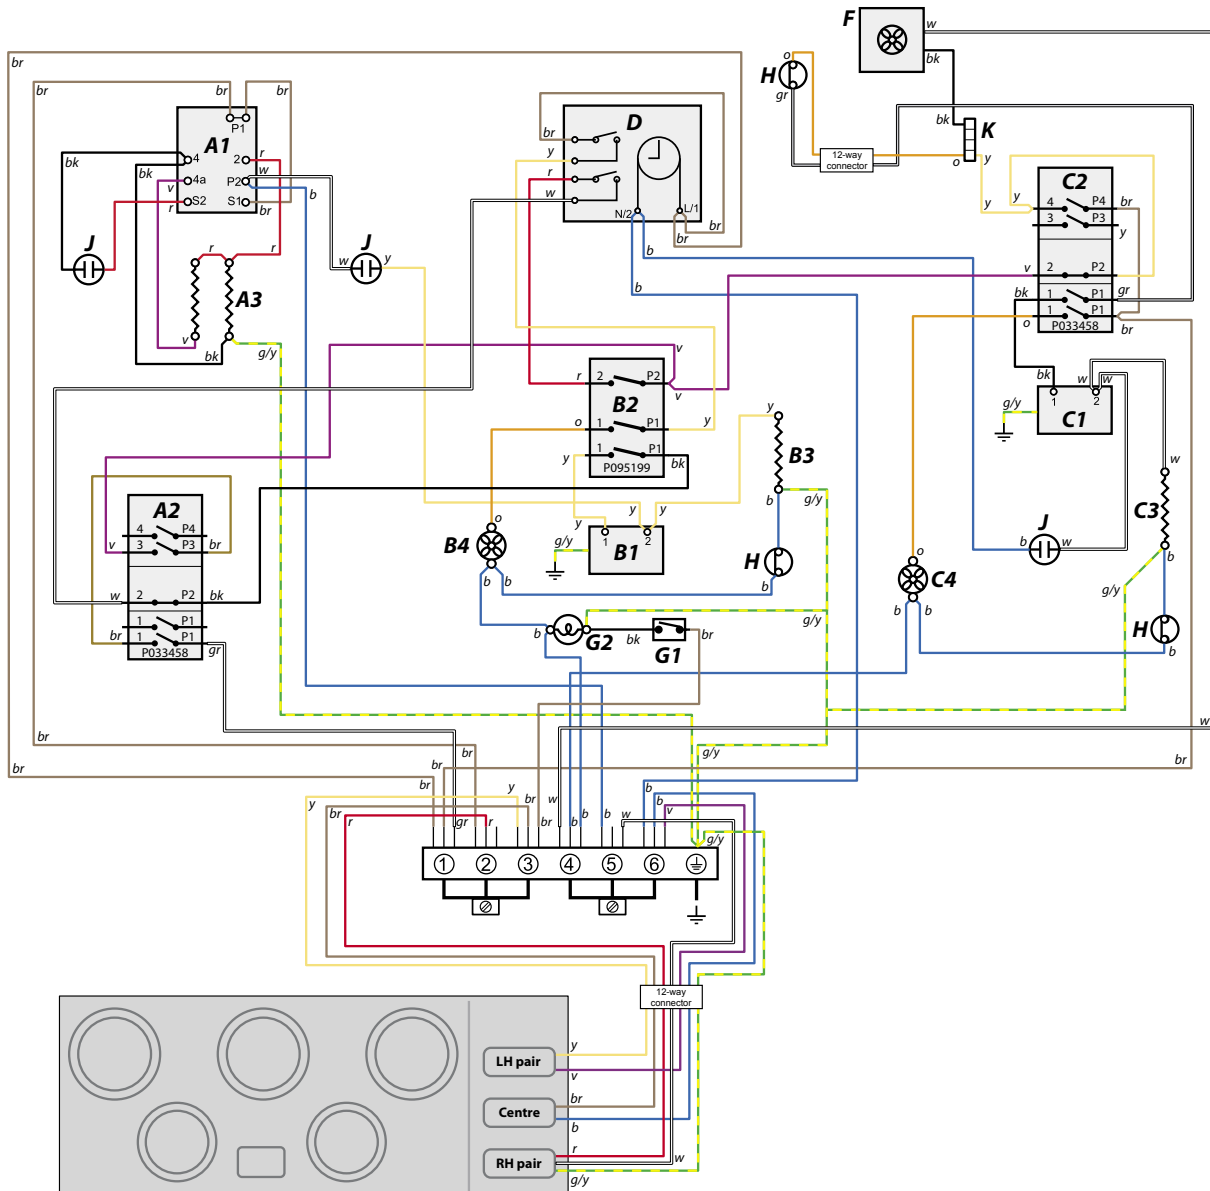 F
w
bk
br
o
H
gr
br
br
br
P1
A1
4
2
r
bk
bk
4a
v
P2
w
b
S2
r
S1
br
D
br
y
r
w
N/2
L/1
br
br
bk
K
o
y
12-way
connector
C2
y
y
4
P4
br
3
P3
y
v
2
P2
bk
1
P1
gr
o
1
P1
br
P033458
J
r
r
A3
v
bk
g/y
w
J
y
b
b
v
r
2
P2
v
B2
o
1
P1
y
y
1
P1
bk
P095199
y
B3
b
g/y
bk
w
w
1
2
g/y
C1
w
C3
b
g/y
A2
4
P4
v
3
P3
br
w
2
P2
bk
1
P1
br
1
P1
gr
P033458
o
B4
b
b
y
y
y
1
2
g/y
B1
H
b
b
J
w
o
C4
b
b
H
b
b
G2
bk
G1
br
g/y
w
br
br
br
g/y
br
br
y
y
br
br
r
gr
r
br
w
b
b
b
w
b
b
v
g/y
1
2
3
4
5
6
12-way
connector
LH pair
y
v
Centre
br
b
RH pair
r
w
g/y